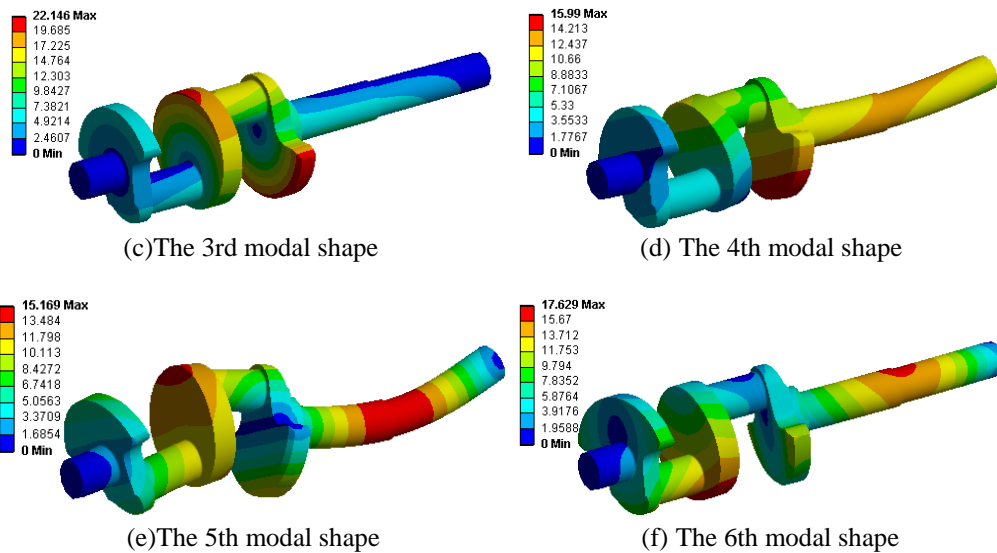 22.146 Max
19.685
17.225
14.764
12.303
9.8427
7.3821
4.9214
2.4607
0 Min
(c)The 3rd modal shape
15.99 Max
14.213
12.437
10.66
8.8833
7.1067
5.33
3.5533
1.7767
0 Min
(d) The 4th modal shape
15.169 Max
13.484
11.798
10.113
8.4272
6.7418
5.0563
3.3709
1.6854
0 Min
(e)The 5th modal shape
17.629 Max
15.67
13.712
11.753
9.794
7.8352
5.8764
3.9176
1.9588
0 Min
(f) The 6th modal shape